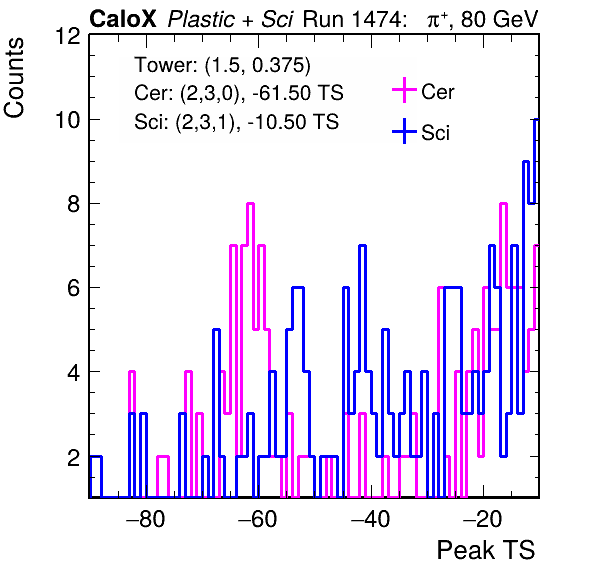 CaloX Plastic + Sci Run 1474: π⁺, 80 GeV
Counts
12
10
8
6
4
2
Tower: (1.5, 0.375)
Cer: (2,3,0), -61.50 TS
Sci: (2,3,1), -10.50 TS
Cer
Sci
−80 −60 −40 −20
Peak TS